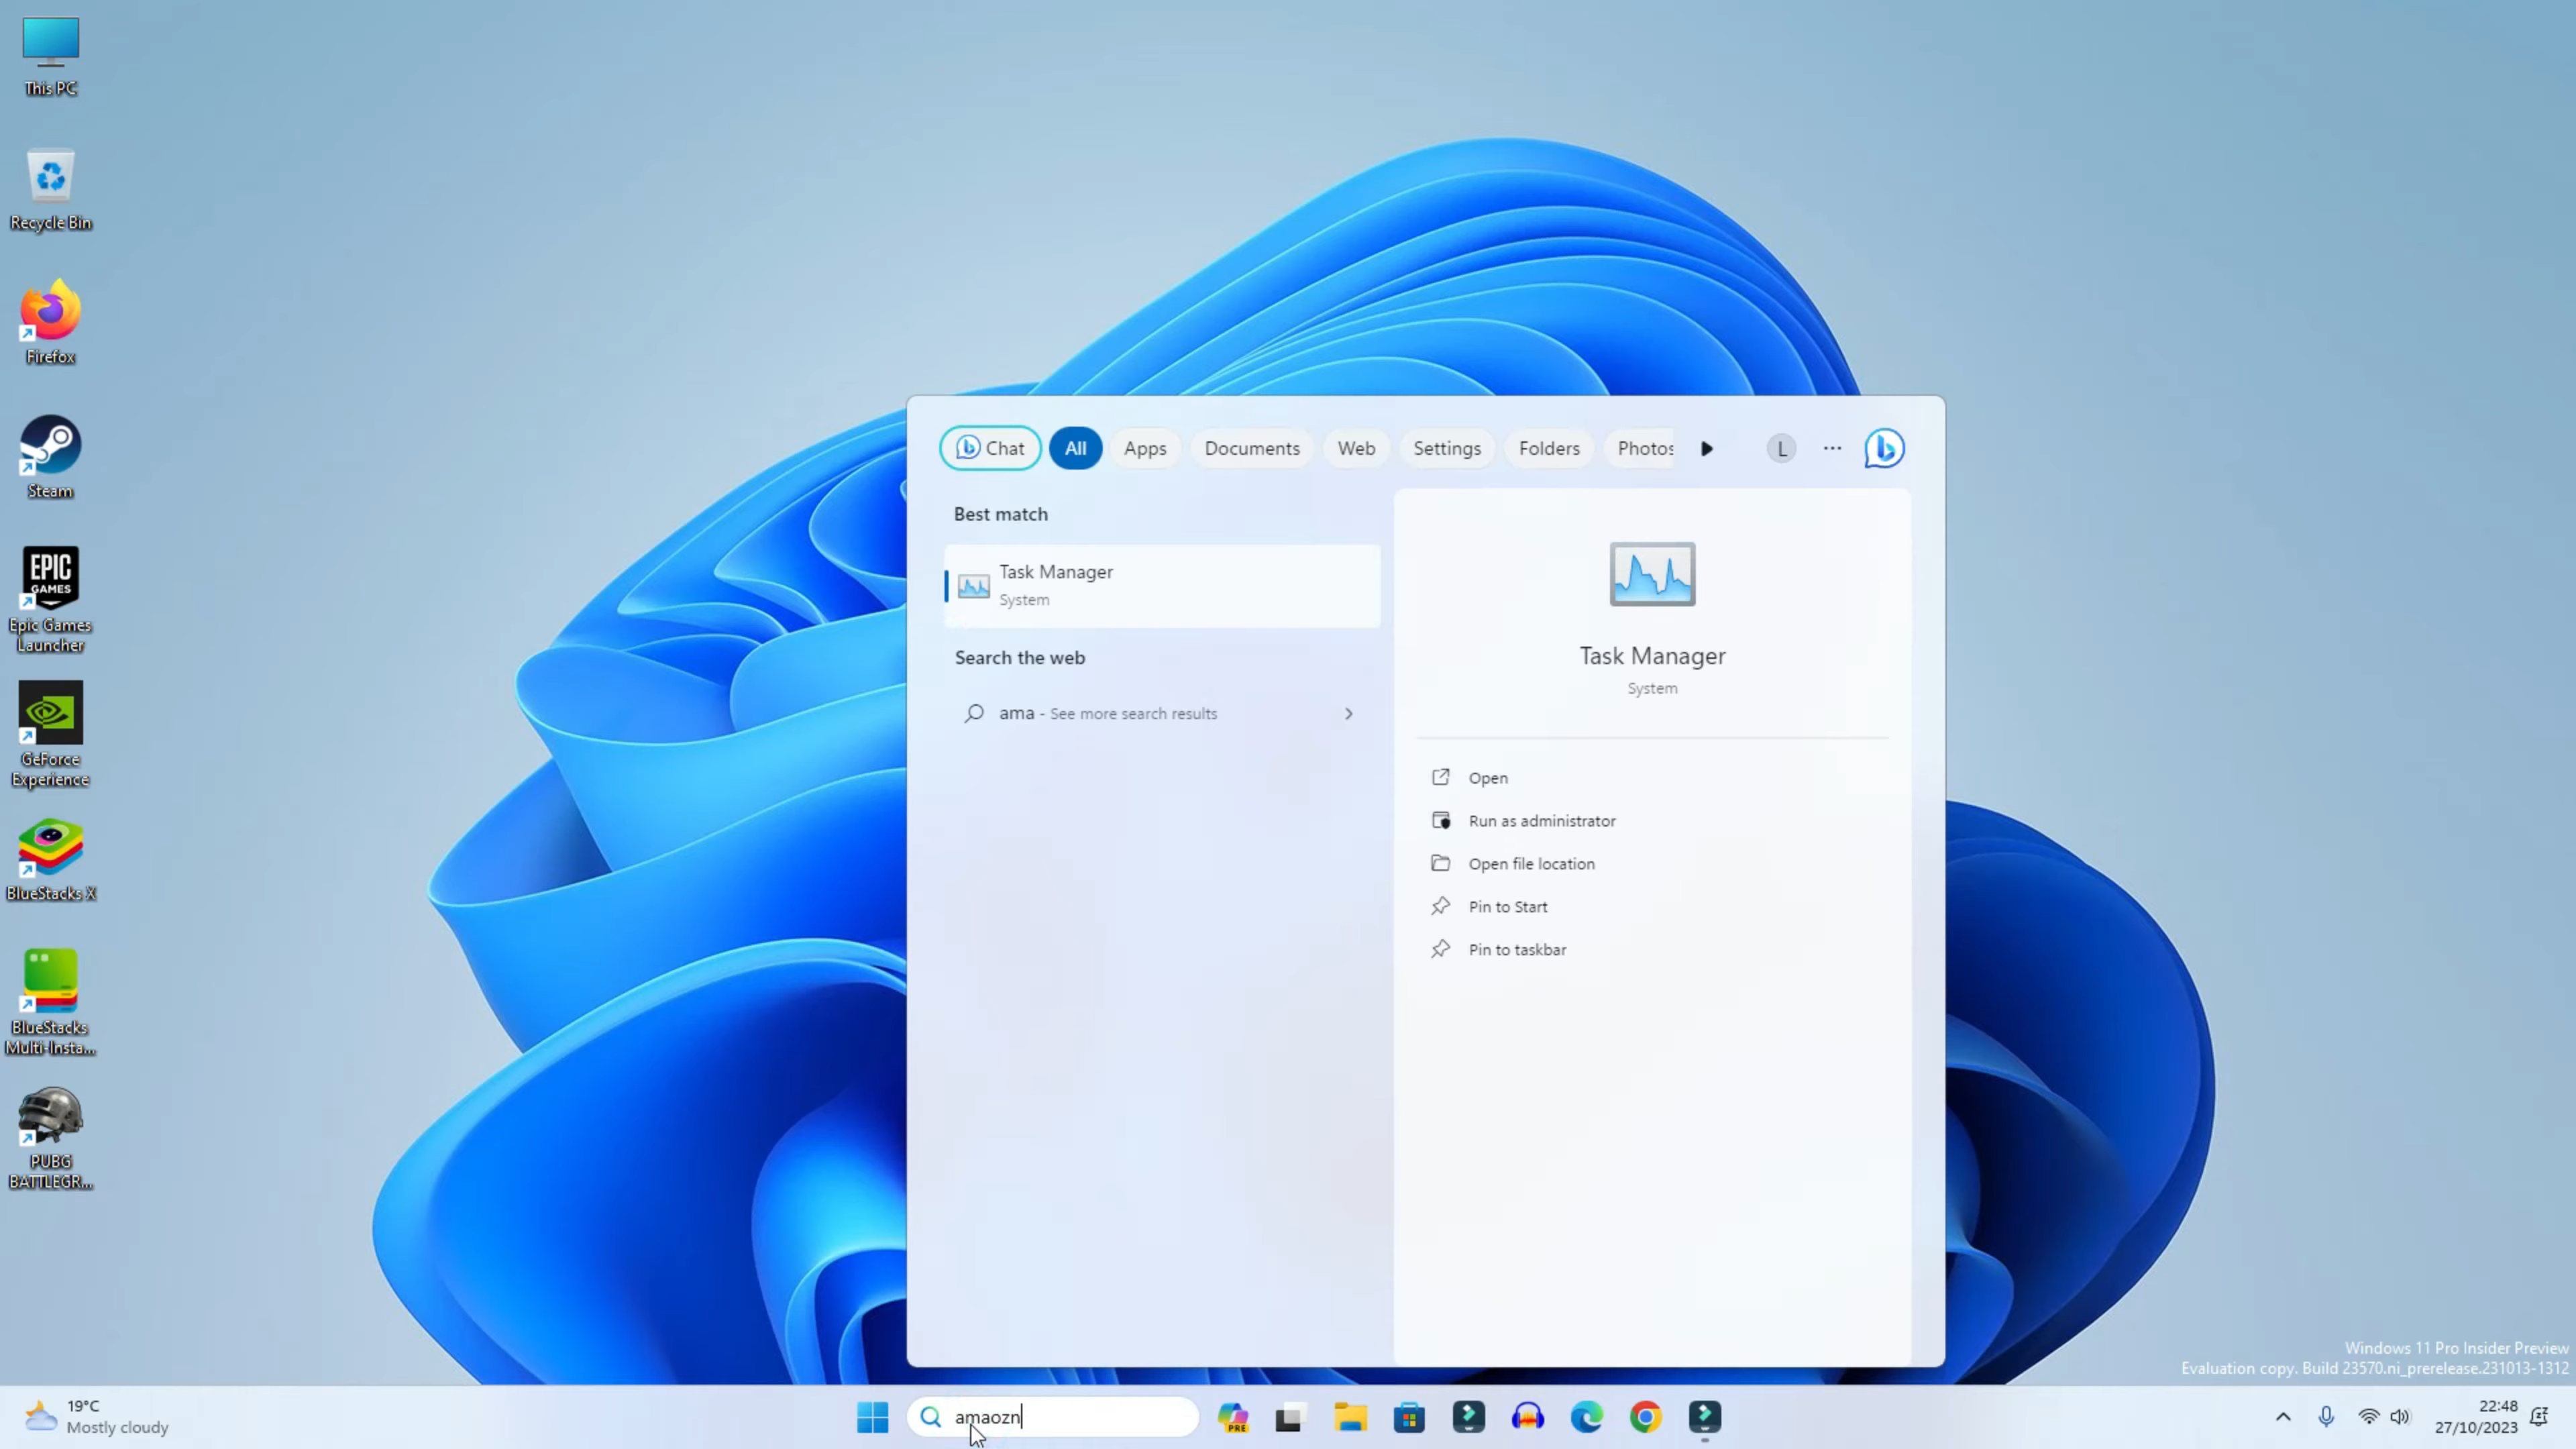 This PC
Recycle Bin
Firefox
Steam
EPIC
GAMES
Epic Games
Launcher
GeForce
Experience
BlueStacks X
BlueStacks
Multi-Insta...
PUBG
BATTLEGR...
Chat
All
Apps
Documents
Web
Settings
Folders
Photos
L
Best match
Task Manager
System
Search the web
ama - See more search results
Task Manager
System
Open
Run as administrator
Open file location
Pin to Start
Pin to taskbar
Windows 11 Pro Insider Preview
Evaluation copy. Build 23570.ni_prerelease.231013-1312
19°C
Mostly cloudy
amaozn
PRE
22:48
27/10/2023